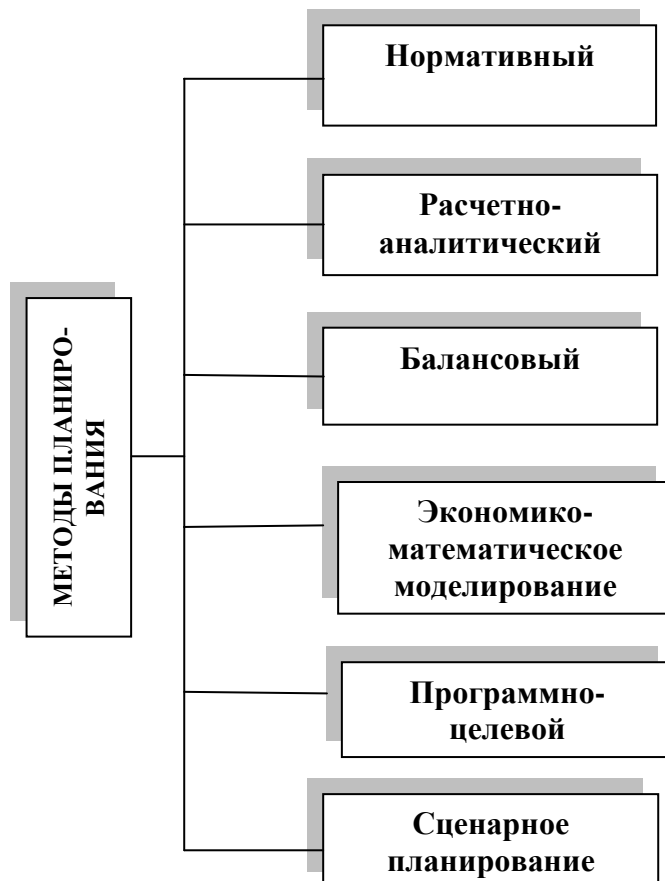 МЕТОДЫ ПЛАНИРО-
ВАНИЯ
Нормативный
Расчетно-
аналитический
Балансовый
Экономико-
математическое
моделирование
Программно-
целевой
Сценарное
планирование